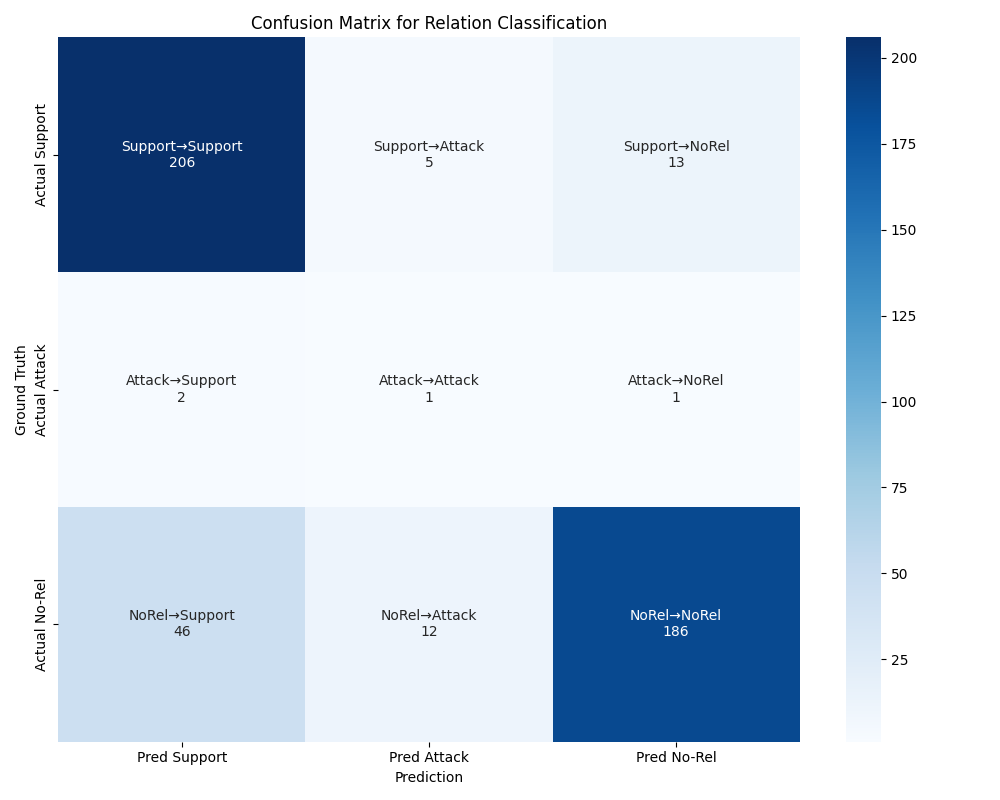 Confusion Matrix for Relation Classification
Ground Truth
Actual Support
Support→Support
206
Support→Attack
5
Support→NoRel
13
Actual Attack
Attack→Support
2
Attack→Attack
1
Attack→NoRel
1
Actual No-Rel
NoRel→Support
46
NoRel→Attack
12
NoRel→NoRel
186
Pred Support
Pred Attack
Pred No-Rel
Prediction
200
175
150
125
100
75
50
25